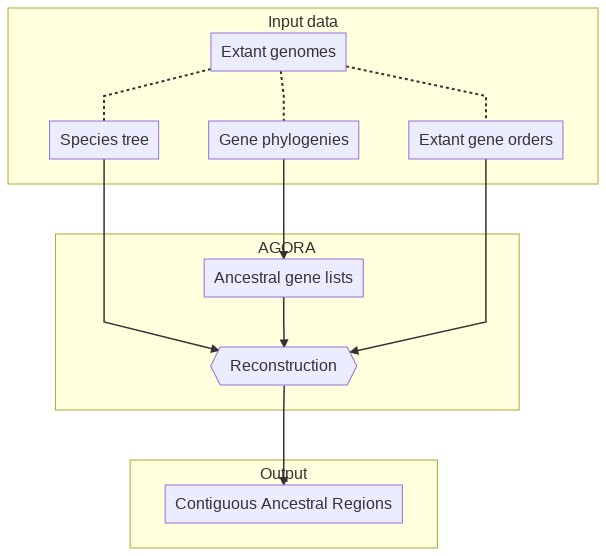 Input data
Extant genomes
Species tree
Gene phylogenies
Extant gene orders
AGORA
Ancestral gene lists
Reconstruction
Output
Contiguous Ancestral Regions